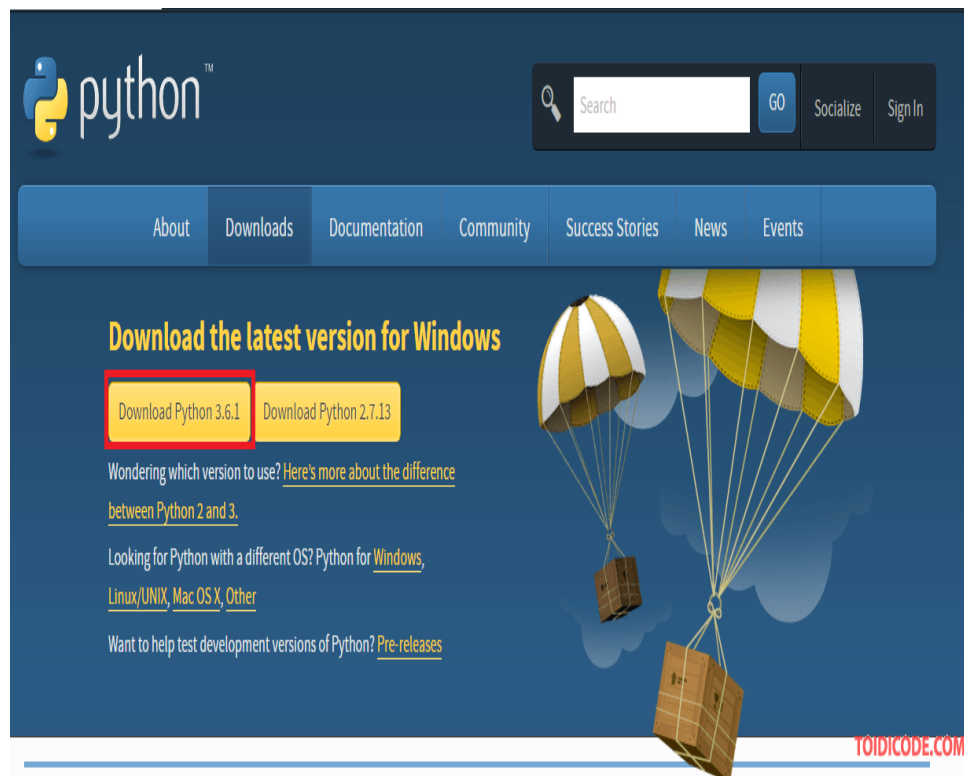 python™
Search
GO
Socialize
Sign In
About
Downloads
Documentation
Community
Success Stories
News
Events
Download the latest version for Windows
Download Python 3.6.1
Download Python 2.7.13
Wondering which version to use? Here's more about the difference
between Python 2 and 3.
Looking for Python with a different OS? Python for Windows,
Linux/UNIX, Mac OS X, Other
Want to help test development versions of Python? Pre-releases
TOIDICODE.COM